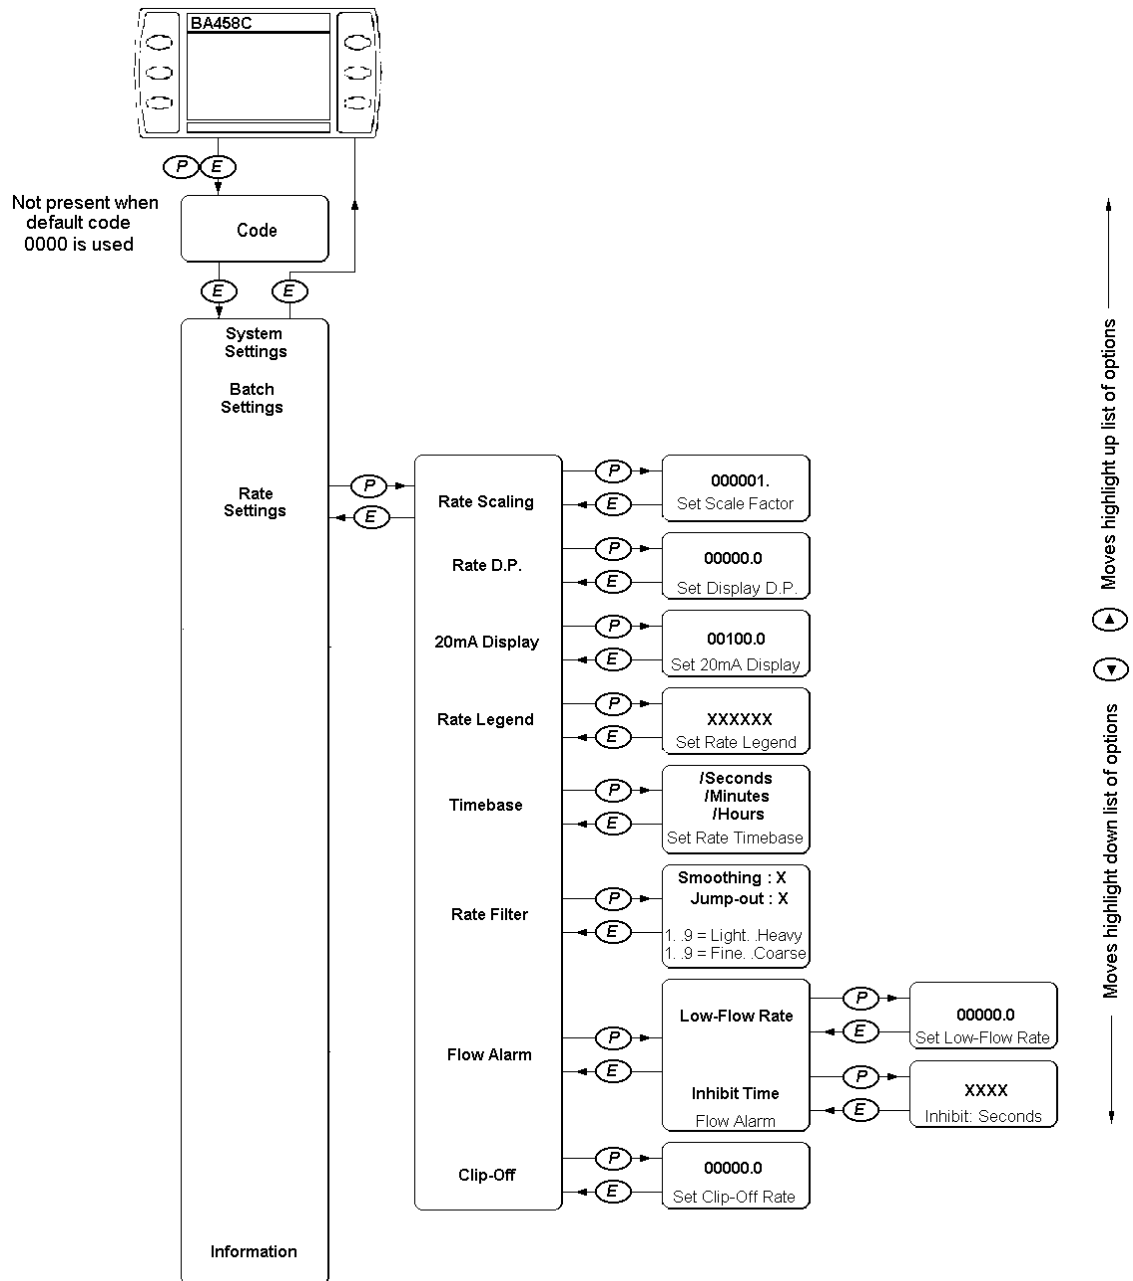 BA458C
P E
Not present when
default code
0000 is used
Code
E E
System
Settings
Batch
Settings
Rate
Settings
P
E
Rate Scaling
P
E
000001.
Set Scale Factor
Rate D.P.
P
E
00000.0
Set Display D.P.
20mA Display
P
E
00100.0
Set 20mA Display
Rate Legend
P
E
XXXXXX
Set Rate Legend
Timebase
P
E
/Seconds
/Minutes
/Hours
Set Rate Timebase
Rate Filter
P
E
Smoothing : X
Jump-out : X
1. .9 = Light. .Heavy
1. .9 = Fine. .Coarse
Flow Alarm
P
E
Low-Flow Rate
P
E
00000.0
Set Low-Flow Rate
Inhibit Time
Flow Alarm
P
E
XXXX
Inhibit: Seconds
Clip-Off
P
E
00000.0
Set Clip-Off Rate
Information
Moves highlight up list of options
Moves highlight down list of options